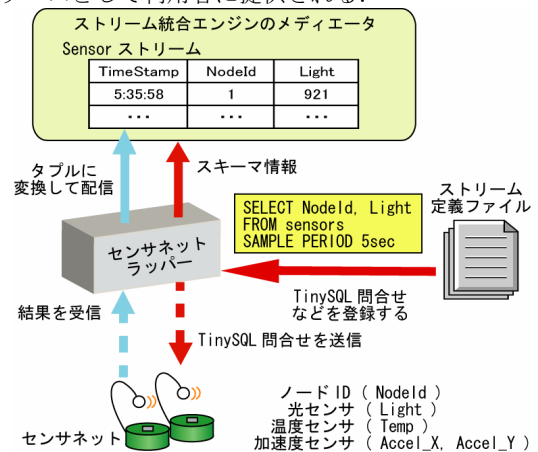 ストリーム統合エンジンのメディエータ
Sensor ストリーム
TimeStamp NodeId Light
5:35:58 1 921
・・・ ・・・ ・・・
タプルに
変換して配信
スキーマ情報
ストリーム
定義ファイル
SELECT NodeId, Light
FROM sensors
SAMPLE PERIOD 5sec
センサネット
ラッパー
TinySQL 問合せ
などを登録する
結果を受信
TinySQL 問合せを送信
センサネット
ノード ID ( NodeId )
光センサ ( Light )
温度センサ ( Temp )
加速度センサ ( Accel_X, Accel_Y )